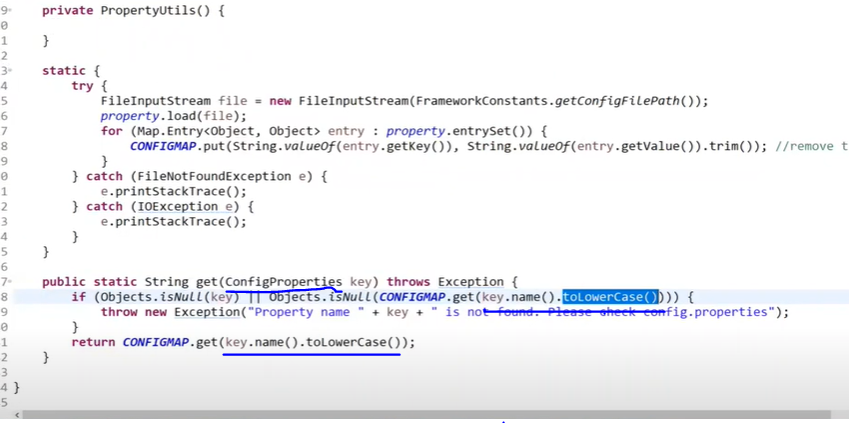 9 private PropertyUtils() {
0
1 }
2
3 static {
4 try {
5 FileInputStream file = new FileInputStream(FrameworkConstants.getConfigFilePath());
6 property.load(file);
7 for (Map.Entry<Object, Object> entry : property.entrySet()) {
8 CONFIGMAP.put(String.valueOf(entry.getKey()), String.valueOf(entry.getValue()).trim()); //remove t
9 }
0 } catch (FileNotFoundException e) {
1 e.printStackTrace();
2 } catch (IOException e) {
3 e.printStackTrace();
4 }
5 }
6
7 public static String get(ConfigProperties key) throws Exception {
8 if (Objects.isNull(key) || Objects.isNull(CONFIGMAP.get(key.name().toLowerCase()))) {
9 throw new Exception("Property name " + key + " is not found. Please check config.properties");
0 }
1 return CONFIGMAP.get(key.name().toLowerCase());
2 }
3
4 }
5